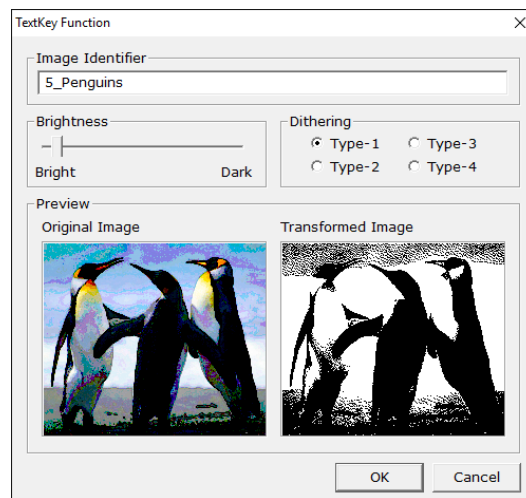 TextKey Function
Image Identifier
5_Penguins
Brightness
Bright Dark
Dithering
Type-1 Type-3
Type-2 Type-4
Preview
Original Image Transformed Image
OK Cancel